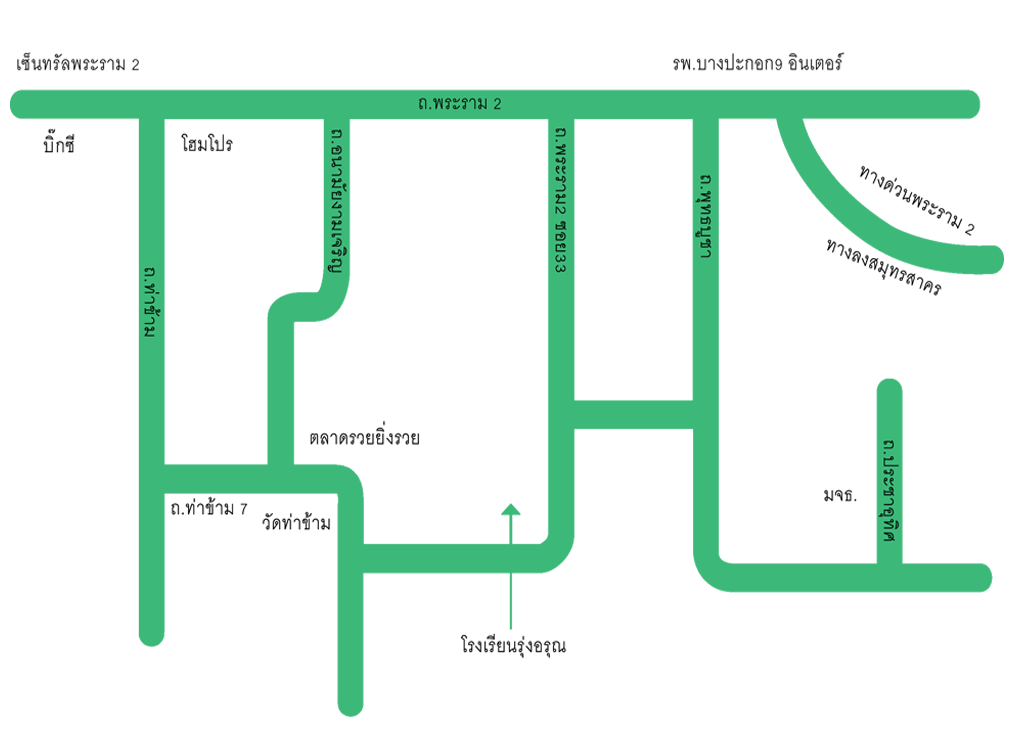 เซ็นทรัลพระราม 2
รพ.บางปะกอก9 อินเตอร์
ถ.พระราม 2
บิ๊กซี
โฮมโปร
ถ.อนามัยงามเจริญ
ถ.พระราม2 ซอย33
ถ.พุทธบูชา
ทางด่วนพระราม 2
ทางลงสมุทรสาคร
ถ.ท่าข้าม
ตลาดรวยยิ่งรวย
ถ.ท่าข้าม 7
วัดท่าข้าม
มจธ.
ถ.ประชาอุทิศ
โรงเรียนรุ่งอรุณ